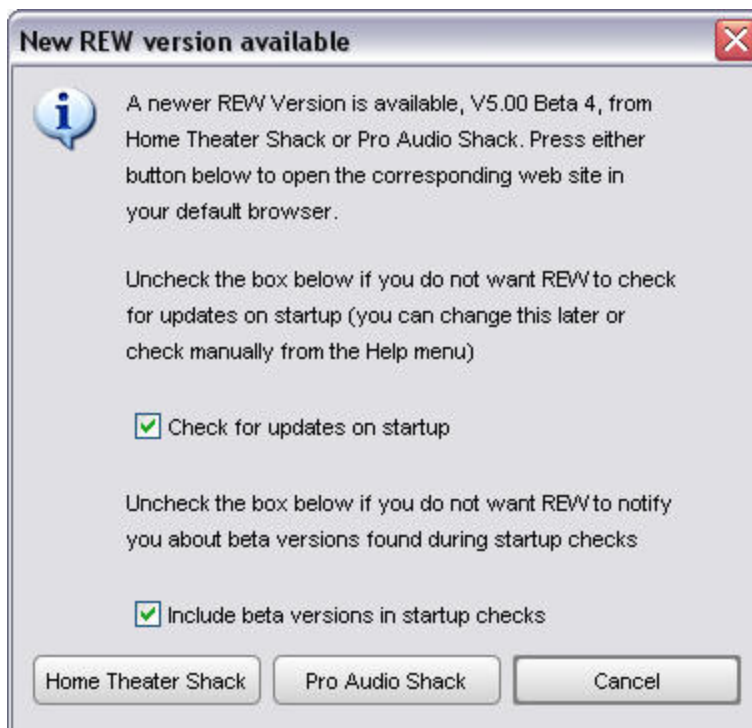 New REW version available
A newer REW Version is available, V5.00 Beta 4, from
Home Theater Shack or Pro Audio Shack. Press either
button below to open the corresponding web site in
your default browser.
Uncheck the box below if you do not want REW to check
for updates on startup (you can change this later or
check manually from the Help menu)
Check for updates on startup
Uncheck the box below if you do not want REW to notify
you about beta versions found during startup checks
Include beta versions in startup checks
Home Theater Shack Pro Audio Shack Cancel